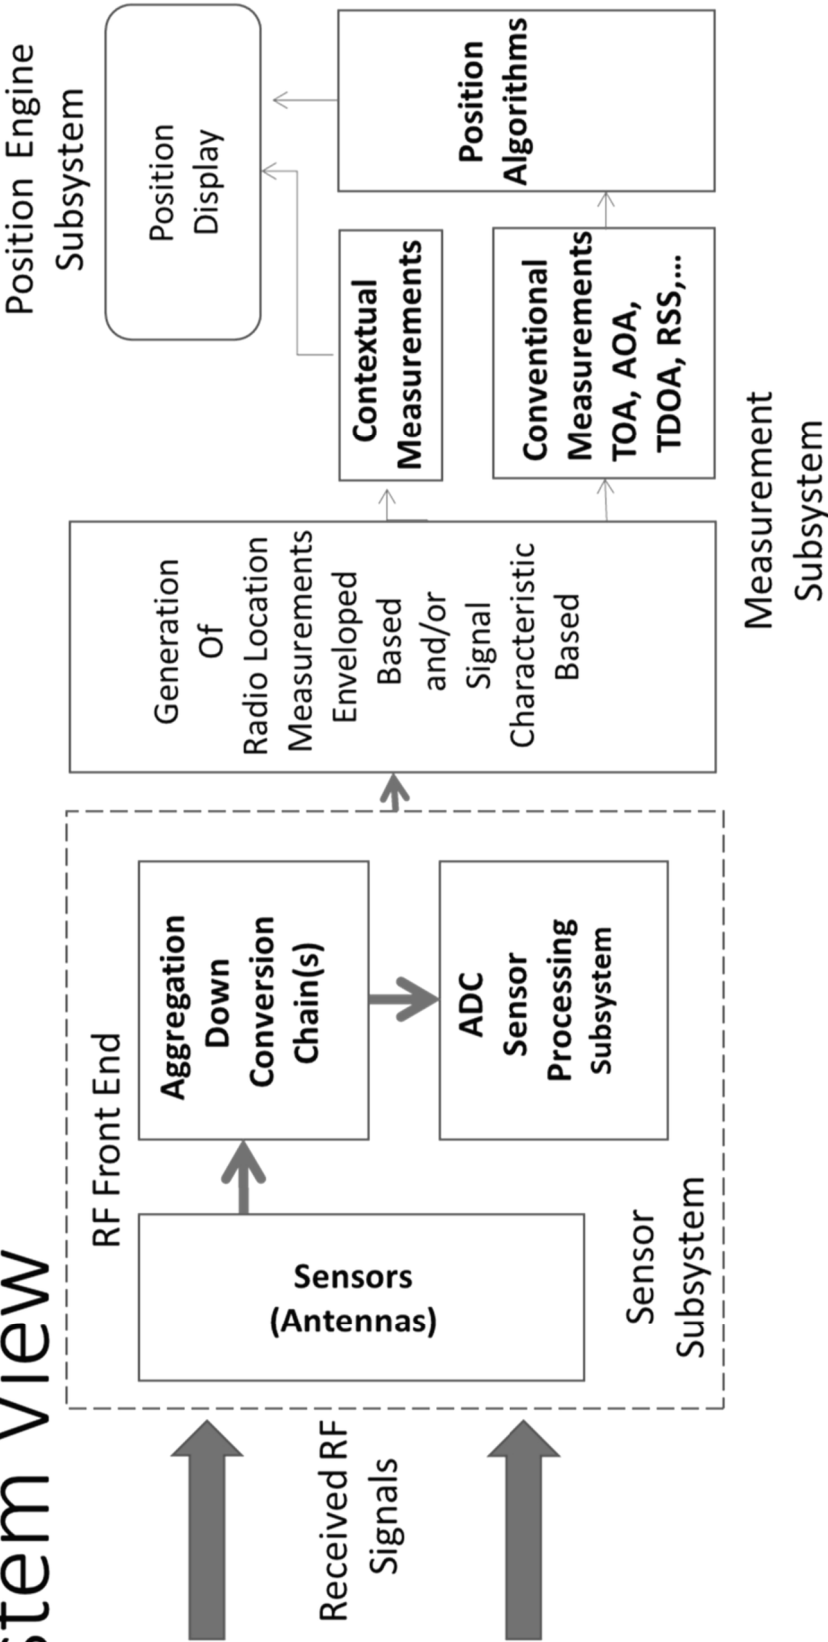 stem View
Received RF
Signals
RF Front End
Sensors
(Antennas)
Aggregation
Down
Conversion
Chain(s)
ADC
Sensor
Processing
Subsystem
Sensor
Subsystem
Generation
Of
Radio Location
Measurements
Enveloped
Based
and/or
Signal
Characteristic
Based
Contextual
Measurements
Conventional
Measurements
TOA, AOA,
TDOA, RSS,...
Measurement
Subsystem
Position Engine
Subsystem
Position
Display
Position
Algorithms